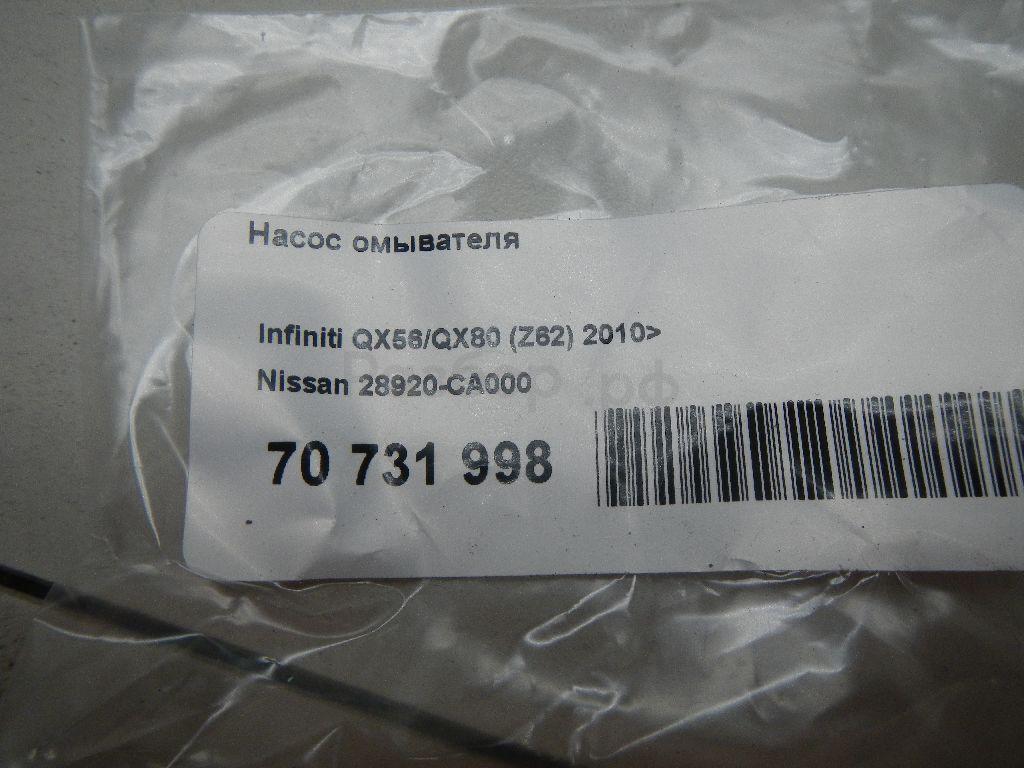 Насос омывателя
Infiniti QX56/QX80 (Z62) 2010>
Nissan 28920-CA000
70 731 998